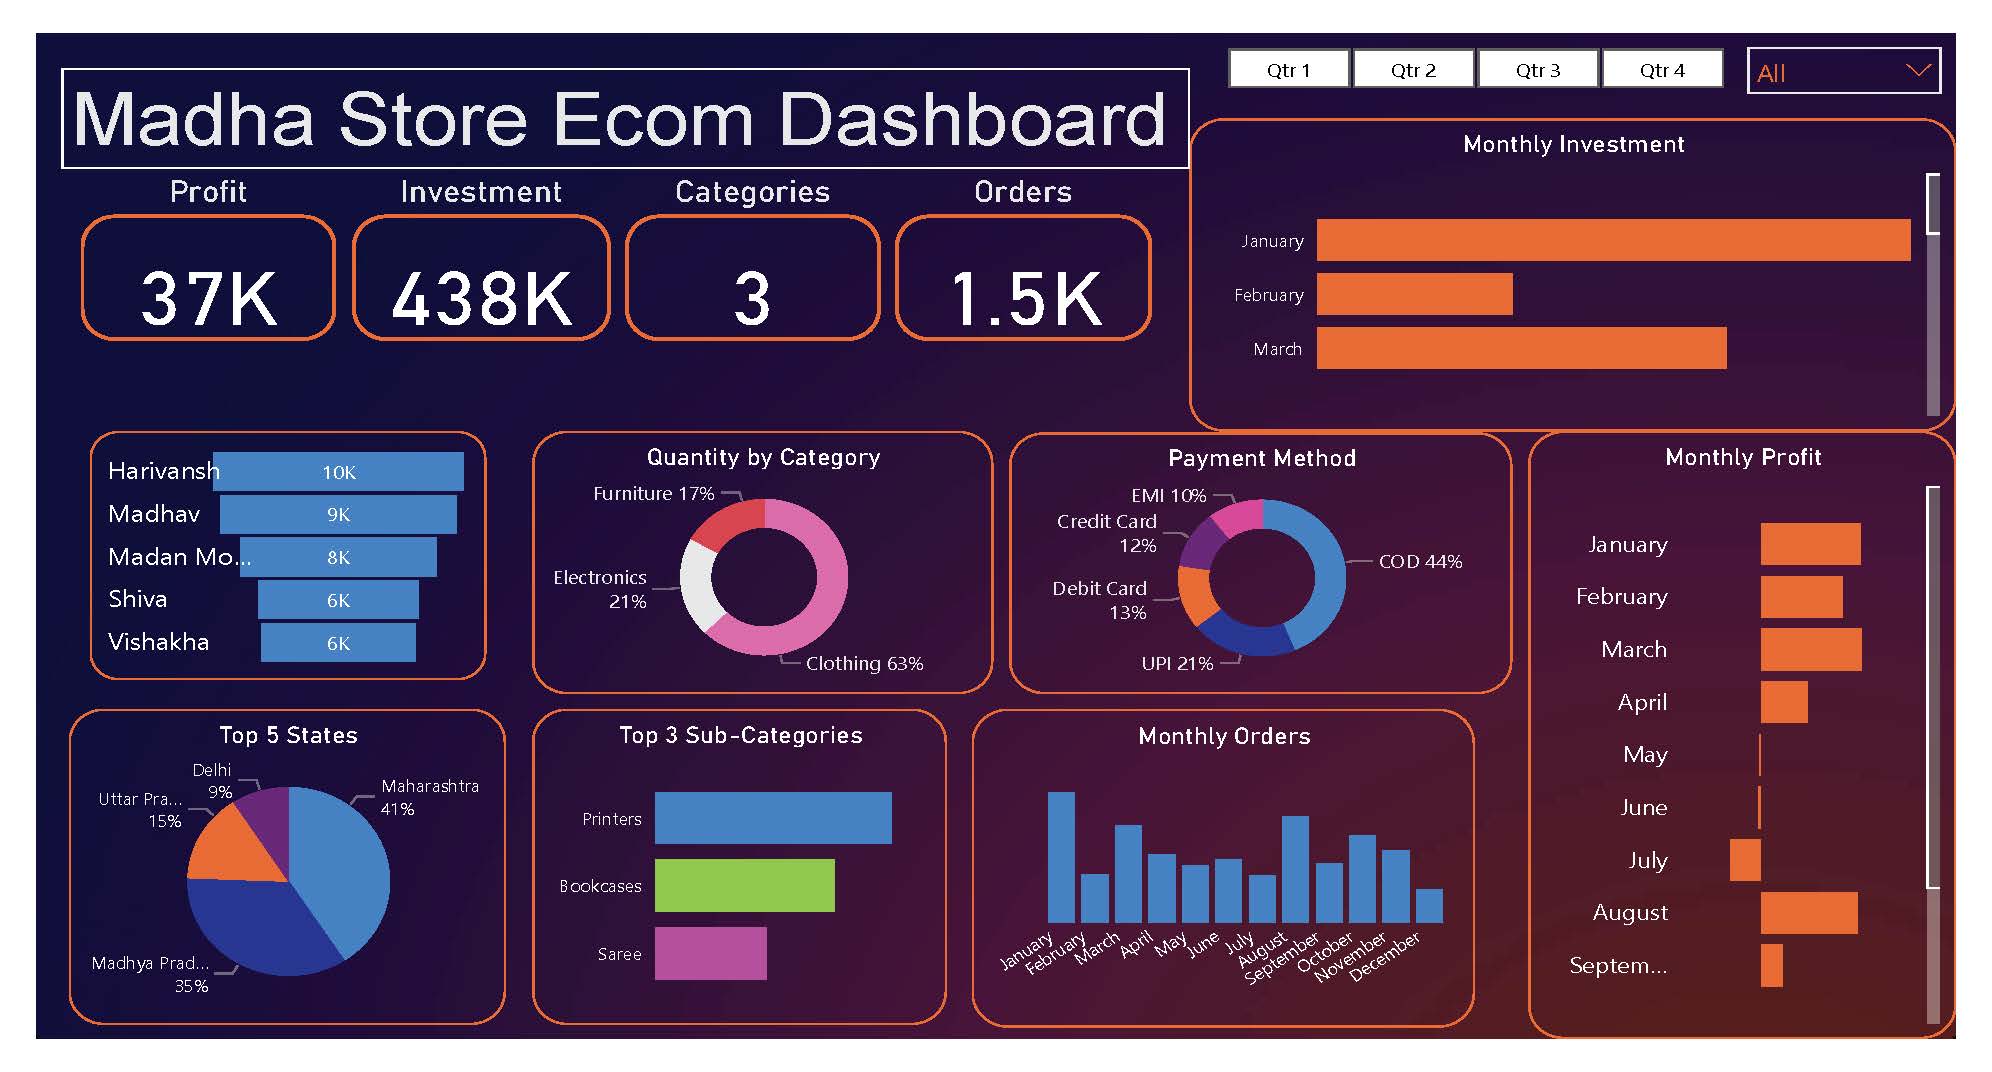 Qtr 1
Qtr 2
Qtr 3
Qtr 4
All
Madha Store Ecom Dashboard
Profit
Investment
Categories
Orders
37K
438K
3
1.5K
Monthly Investment
January
February
March
Harivansh
10K
Madhav
9K
Madan Mo...
8K
Shiva
6K
Vishakha
6K
Quantity by Category
Furniture 17%
Electronics
21%
Clothing 63%
Payment Method
EMI 10%
Credit Card
12%
Debit Card
13%
UPI 21%
COD 44%
Monthly Profit
January
February
March
April
May
June
July
August
Septem...
Top 5 States
Delhi
9%
Uttar Pra...
15%
Maharashtra
41%
Madhya Prad...
35%
Top 3 Sub-Categories
Printers
Bookcases
Saree
Monthly Orders
January
February
March
April
May
June
July
August
September
October
November
December